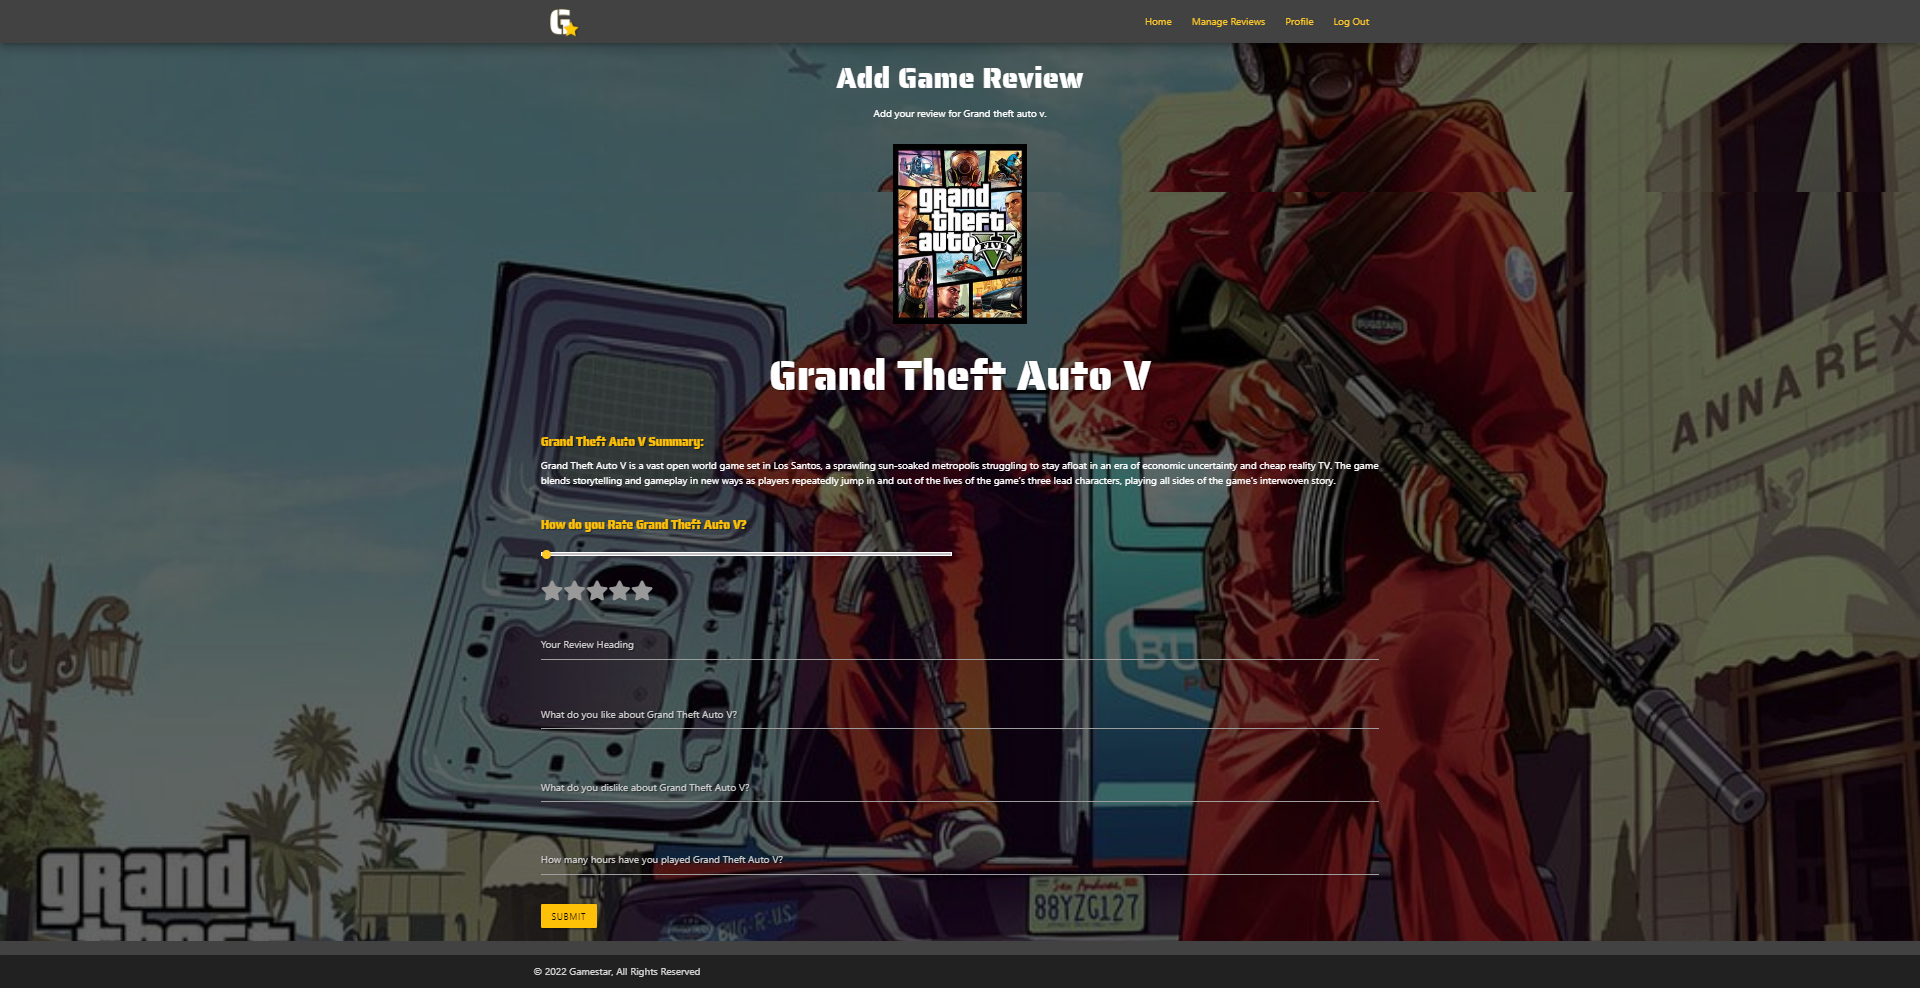 G
Home Manage Reviews Profile Log Out
Add Game Review
Add your review for Grand theft auto v.
grand
theft
auto
FIVE
Grand Theft Auto V
ANNA REX
BUGSTARS
Grand Theft Auto V Summary:
Grand Theft Auto V is a vast open world game set in Los Santos, a sprawling sun-soaked metropolis struggling to stay afloat in an era of economic uncertainty and cheap reality TV. The game
blends storytelling and gameplay in new ways as players repeatedly jump in and out of the lives of the game's three lead characters, playing all sides of the game's interwoven story.
How do you Rate Grand Theft Auto V?
Your Review Heading
BU
What do you like about Grand Theft Auto V?
What do you dislike about Grand Theft Auto V?
How many hours have you played Grand Theft Auto V?
grand
theft
San Andreas
88YZG127
BUG-R-US
SUBMIT
© 2022 Gamestar, All Rights Reserved